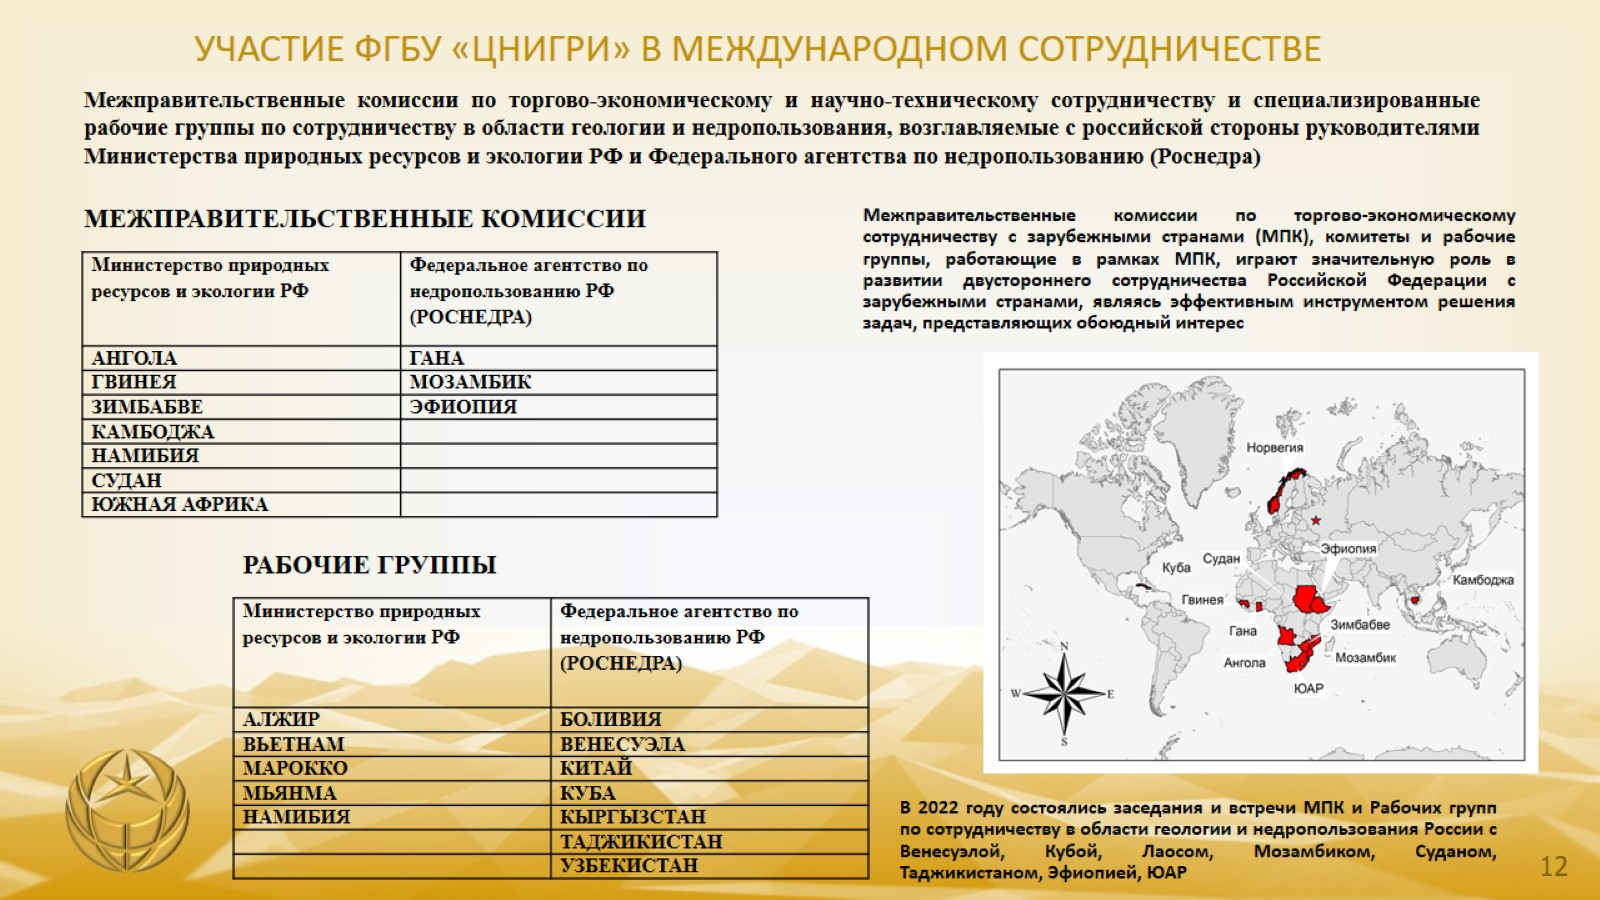 УЧАСТИЕ ФГБУ «ЦНИГРИ» В МЕЖДУНАРОДНОМ СОТРУДНИЧЕСТВЕ
Межправительственные комиссии по торгово-экономическому и научно-техническому сотрудничеству и специализированные
рабочие группы по сотрудничеству в области геологии и недропользования, возглавляемые с российской стороны руководителями
Министерства природных ресурсов и экологии РФ и Федерального агентства по недропользованию (Роснедра)
МЕЖПРАВИТЕЛЬСТВЕННЫЕ КОМИССИИ
Министерство природных
ресурсов и экологии РФ
Федеральное агентство по
недропользованию РФ
(РОСНЕДРА)
АНГОЛА
ГАНА
ГВИНЕЯ
МОЗАМБИК
ЗИМБАБВЕ
ЭФИОПИЯ
КАМБОДЖА
НАМИБИЯ
СУДАН
ЮЖНАЯ АФРИКА
РАБОЧИЕ ГРУППЫ
Министерство природных
ресурсов и экологии РФ
Федеральное агентство по
недропользованию РФ
(РОСНЕДРА)
АЛЖИР
БОЛИВИЯ
ВЬЕТНАМ
ВЕНЕСУЭЛА
МАРОККО
КИТАЙ
МЬЯНМА
КУБА
НАМИБИЯ
КЫРГЫЗСТАН
ТАДЖИКИСТАН
УЗБЕКИСТАН
Межправительственные комиссии по торгово-экономическому
сотрудничеству с зарубежными странами (МПК), комитеты и рабочие
группы, работающие в рамках МПК, играют значительную роль в
развитии двустороннего сотрудничества Российской Федерации с
зарубежными странами, являясь эффективным инструментом решения
задач, представляющих обоюдный интерес
Норвегия
Эфиопия
Судан
Куба
Камбоджа
Гвинея
Зимбабве
Гана
Мозамбик
Ангола
ЮАР
N
W
E
S
В 2022 году состоялись заседания и встречи МПК и Рабочих групп
по сотрудничеству в области геологии и недропользования России с
Венесуэлой, Кубой, Лаосом, Мозамбиком, Суданом,
Таджикистаном, Эфиопией, ЮАР
12